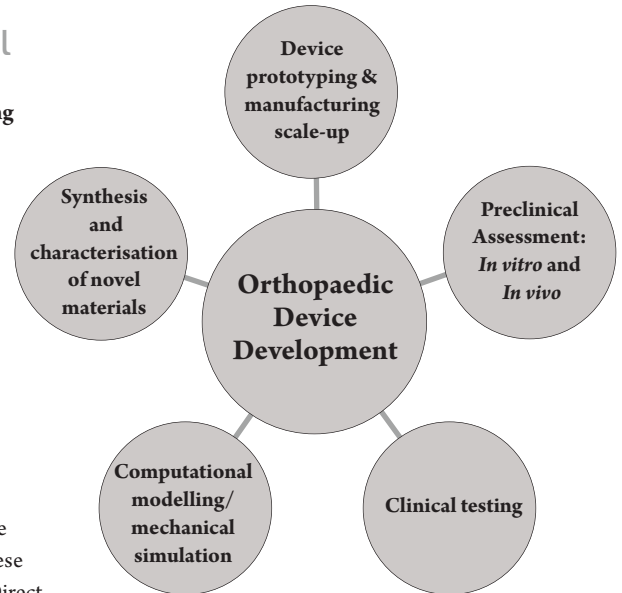 Device
prototyping &
manufacturing
scale-up
Synthesis
and
characterisation
of novel
materials
Preclinical
Assessment:
In vitro and
In vivo
Orthopaedic
Device
Development
Computational
modelling/
mechanical
simulation
Clinical testing